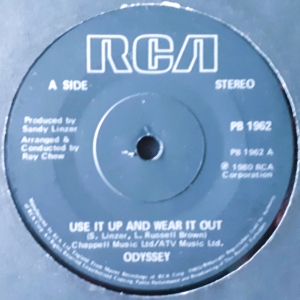 RCA
A SIDE
STEREO
Produced by
Sandy Linzer
Arranged &
Conducted by
Ray Chew
PB 1962
PB 1962 A
℗ 1980 RCA
Corporation
USE IT UP AND WEAR IT OUT
(S. Linzer, L. Russell Brown)
Chappell Music Ltd/ATV Music Ltd.
ODYSSEY